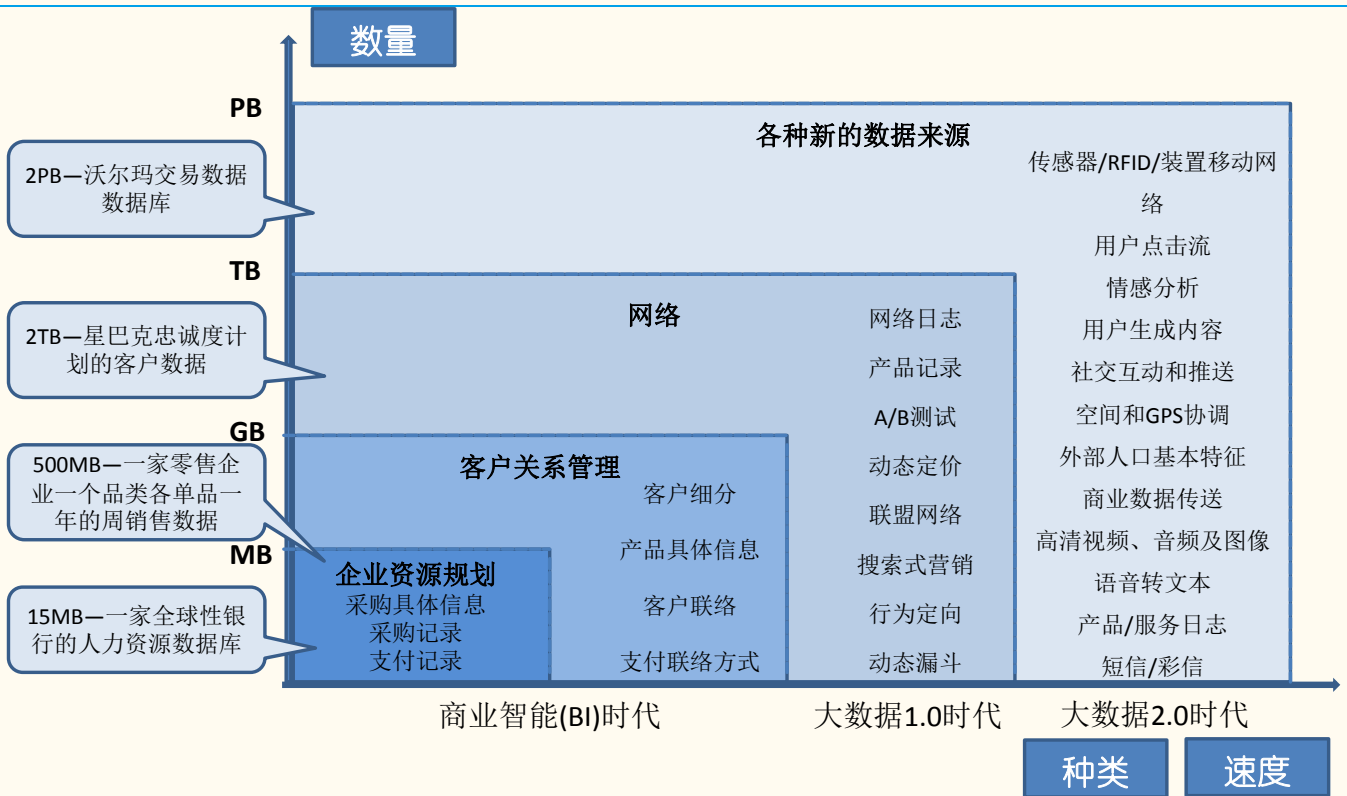 数量
PB
各种新的数据来源
2PB—沃尔玛交易数据
数据库
传感器/RFID/装置移动网
络
用户点击流
情感分析
用户生成内容
社交互动和推送
空间和GPS协调
外部人口基本特征
商业数据传送
高清视频、音频及图像
语音转文本
产品/服务日志
短信/彩信
TB
网络
2TB—星巴克忠诚度计
划的客户数据
网络日志
产品记录
A/B测试
动态定价
联盟网络
搜索式营销
行为定向
动态漏斗
GB
客户关系管理
500MB—一家零售企
业一个品类各单品一
年的周销售数据
客户细分
产品具体信息
客户联络
支付联络方式
MB
企业资源规划
采购具体信息
采购记录
支付记录
15MB—一家全球性银
行的人力资源数据库
商业智能(BI)时代
大数据1.0时代
大数据2.0时代
种类
速度